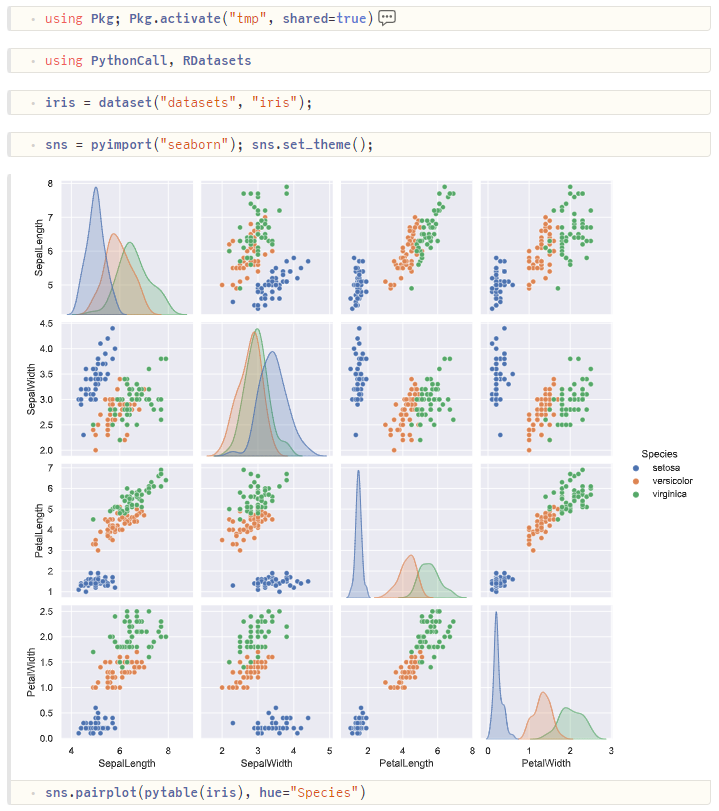 using Pkg; Pkg.activate("tmp", shared=true)
using PythonCall, RDatasets
iris = dataset("datasets", "iris");
sns = pyimport("seaborn"); sns.set_theme();
8
7
6
5
SepalLength
4.5
4.0
3.5
3.0
2.5
2.0
SepalWidth
Species
setosa
versicolor
virginica
7
6
5
4
3
2
1
PetalLength
2.5
2.0
1.5
1.0
0.5
0.0
PetalWidth
4 6 8 2 3 4 5 2 4 6 8 0 1 2 3
SepalLength SepalWidth PetalLength PetalWidth
sns.pairplot(pytable(iris), hue="Species")